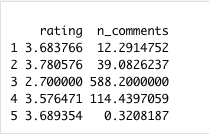 rating n_comments
1 3.683766 12.2914752
2 3.780576 39.0826237
3 2.700000 588.2000000
4 3.576471 114.4397059
5 3.689354 0.3208187